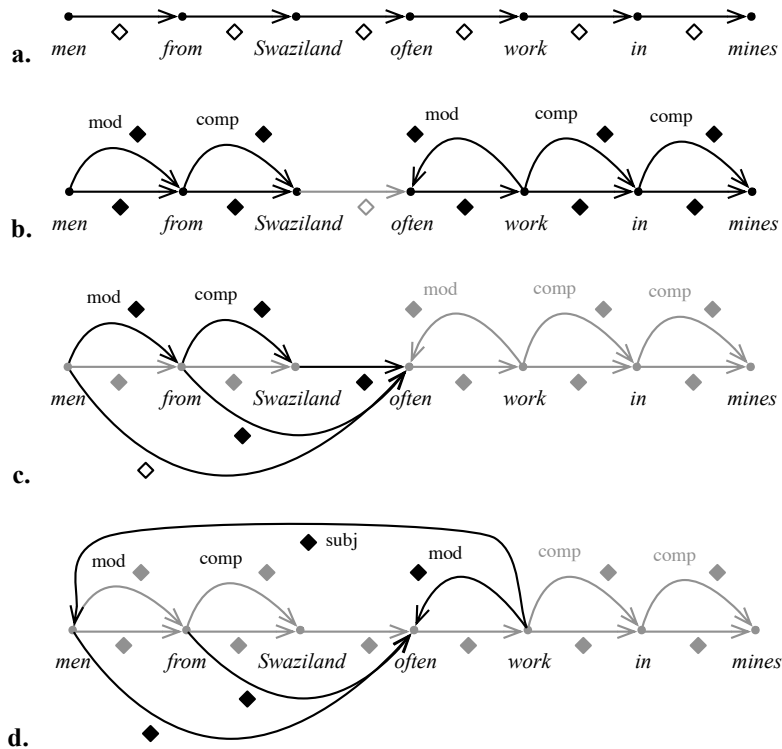 men from Swaziland often work in mines
a.
mod comp mod comp comp
men from Swaziland often work in mines
b.
mod comp mod comp comp
men from Swaziland often work in mines
c.
subj
mod comp mod comp comp
men from Swaziland often work in mines
d.